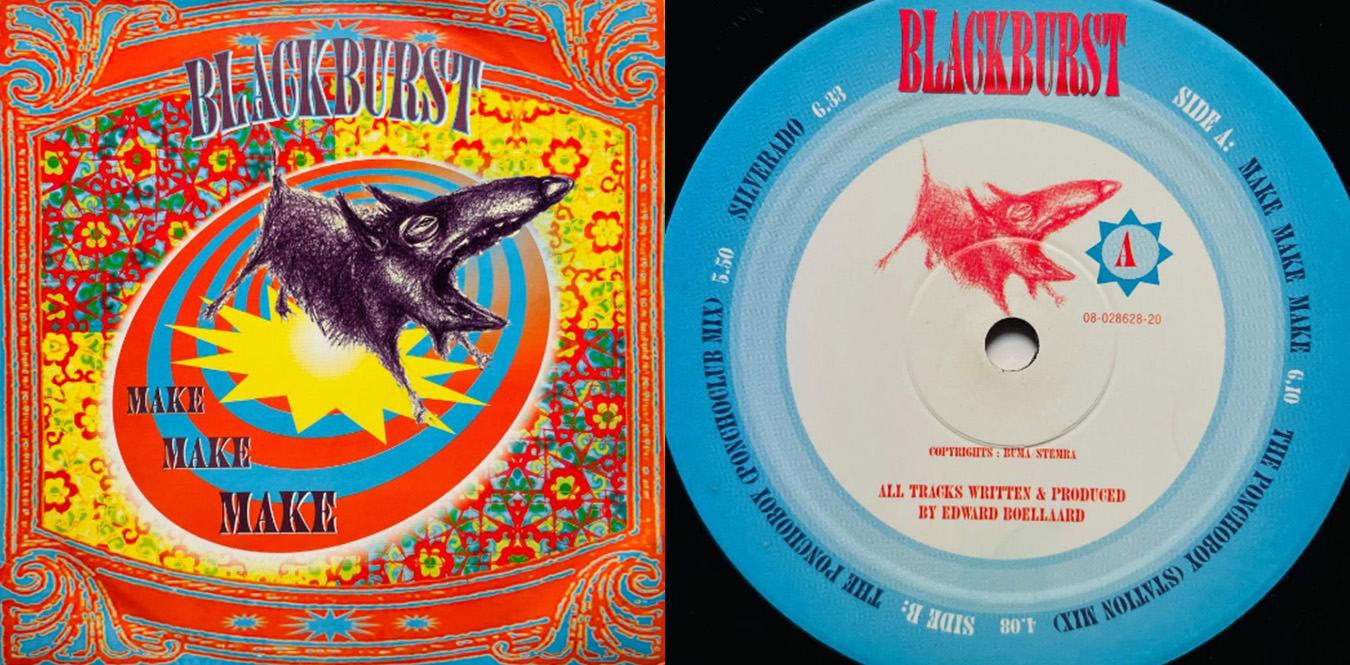 BLACKBURST
MAKE
MAKE
MAKE
BLACKBURST
SIDE A: MAKE MAKE MAKE 6.10 THE PONCHOBOY (STATION MIX) 4.08
SIDE B: THE PONCHOBOY (PONCHOCLUB MIX) 5.50 SILVERADO 6.33
A
08-028628-20
COPYRIGHTS : BUMA/STEMRA
ALL TRACKS WRITTEN & PRODUCED
BY EDWARD BOELLAARD